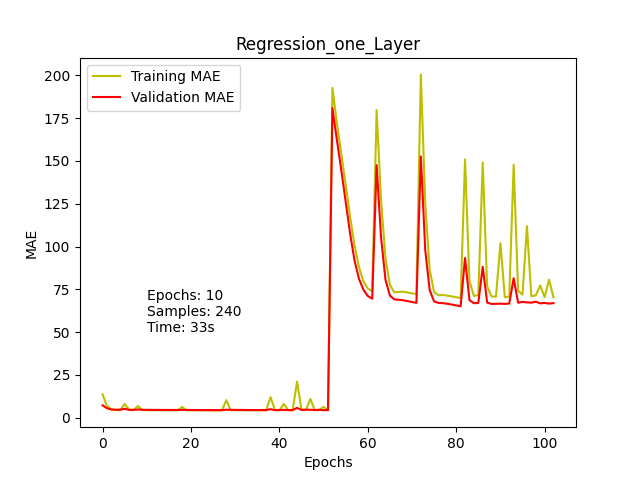 Regression_one_Layer
Training MAE
Validation MAE
200
175
150
125
100
75
50
25
0
MAE
Epochs: 10
Samples: 240
Time: 33s
0 20 40 60 80 100
Epochs